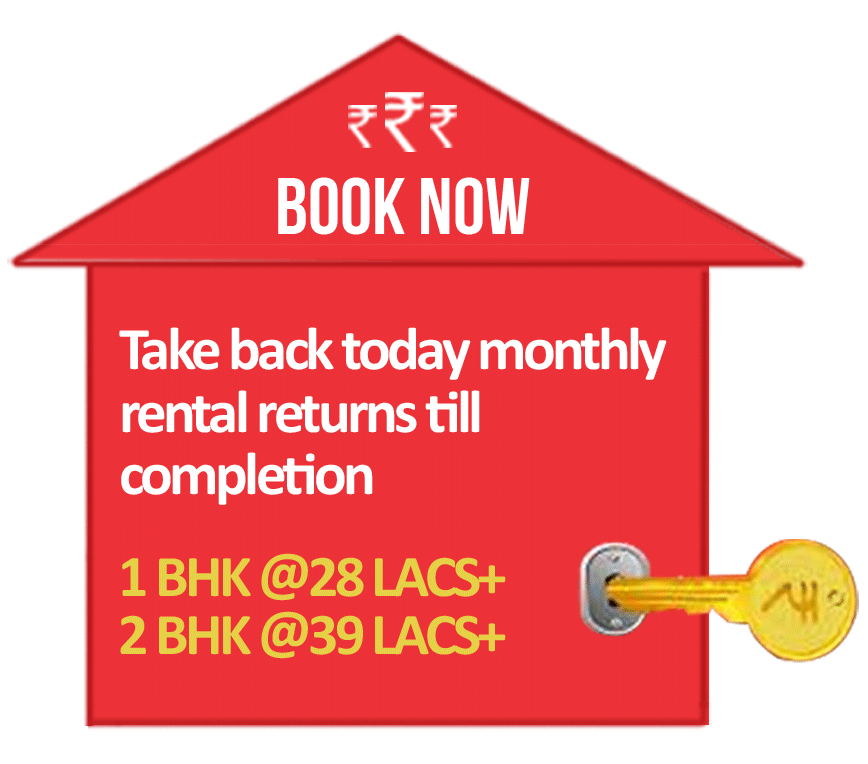 ₹₹₹
BOOK NOW
Take back today monthly
rental returns till
completion
1 BHK @28 LACS+
2 BHK @39 LACS+